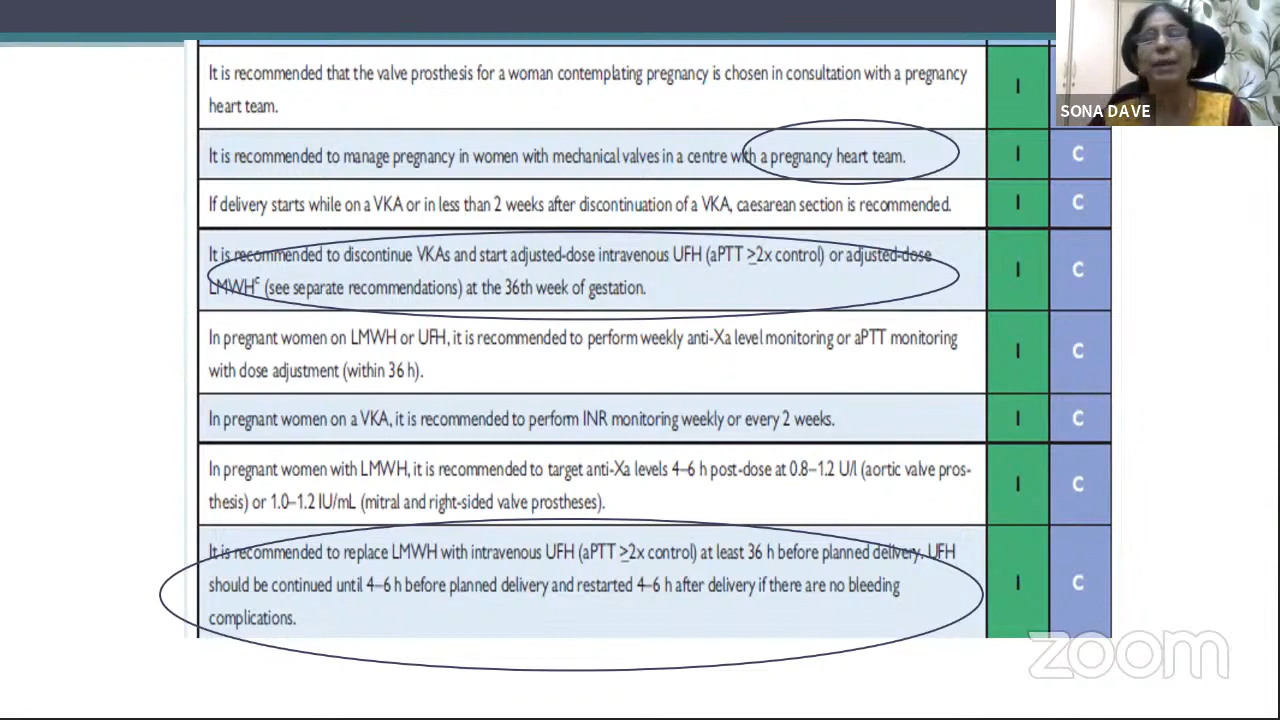 It is recommended that the valve prosthesis for a woman contemplating pregnancy is chosen in consultation with a pregnancy
heart team.
I
SONA DAVE
It is recommended to manage pregnancy in women with mechanical valves in a centre with a pregnancy heart team.
I
C
If delivery starts while on a VKA or in less than 2 weeks after discontinuation of a VKA, caesarean section is recommended.
I
C
It is recommended to discontinue VKAs and start adjusted-dose intravenous UFH (aPTT ≥2x control) or adjusted-dose
LMWHᶜ (see separate recommendations) at the 36th week of gestation.
I
C
In pregnant women on LMWH or UFH, it is recommended to perform weekly anti-Xa level monitoring or aPTT monitoring
with dose adjustment (within 36 h).
I
C
In pregnant women on a VKA, it is recommended to perform INR monitoring weekly or every 2 weeks.
I
C
In pregnant women with LMWH, it is recommended to target anti-Xa levels 4–6 h post-dose at 0.8–1.2 U/l (aortic valve pros-
thesis) or 1.0–1.2 IU/mL (mitral and right-sided valve prostheses).
I
C
It is recommended to replace LMWH with intravenous UFH (aPTT ≥2x control) at least 36 h before planned delivery. UFH
should be continued until 4–6 h before planned delivery and restarted 4–6 h after delivery if there are no bleeding
complications.
I
C
zoom